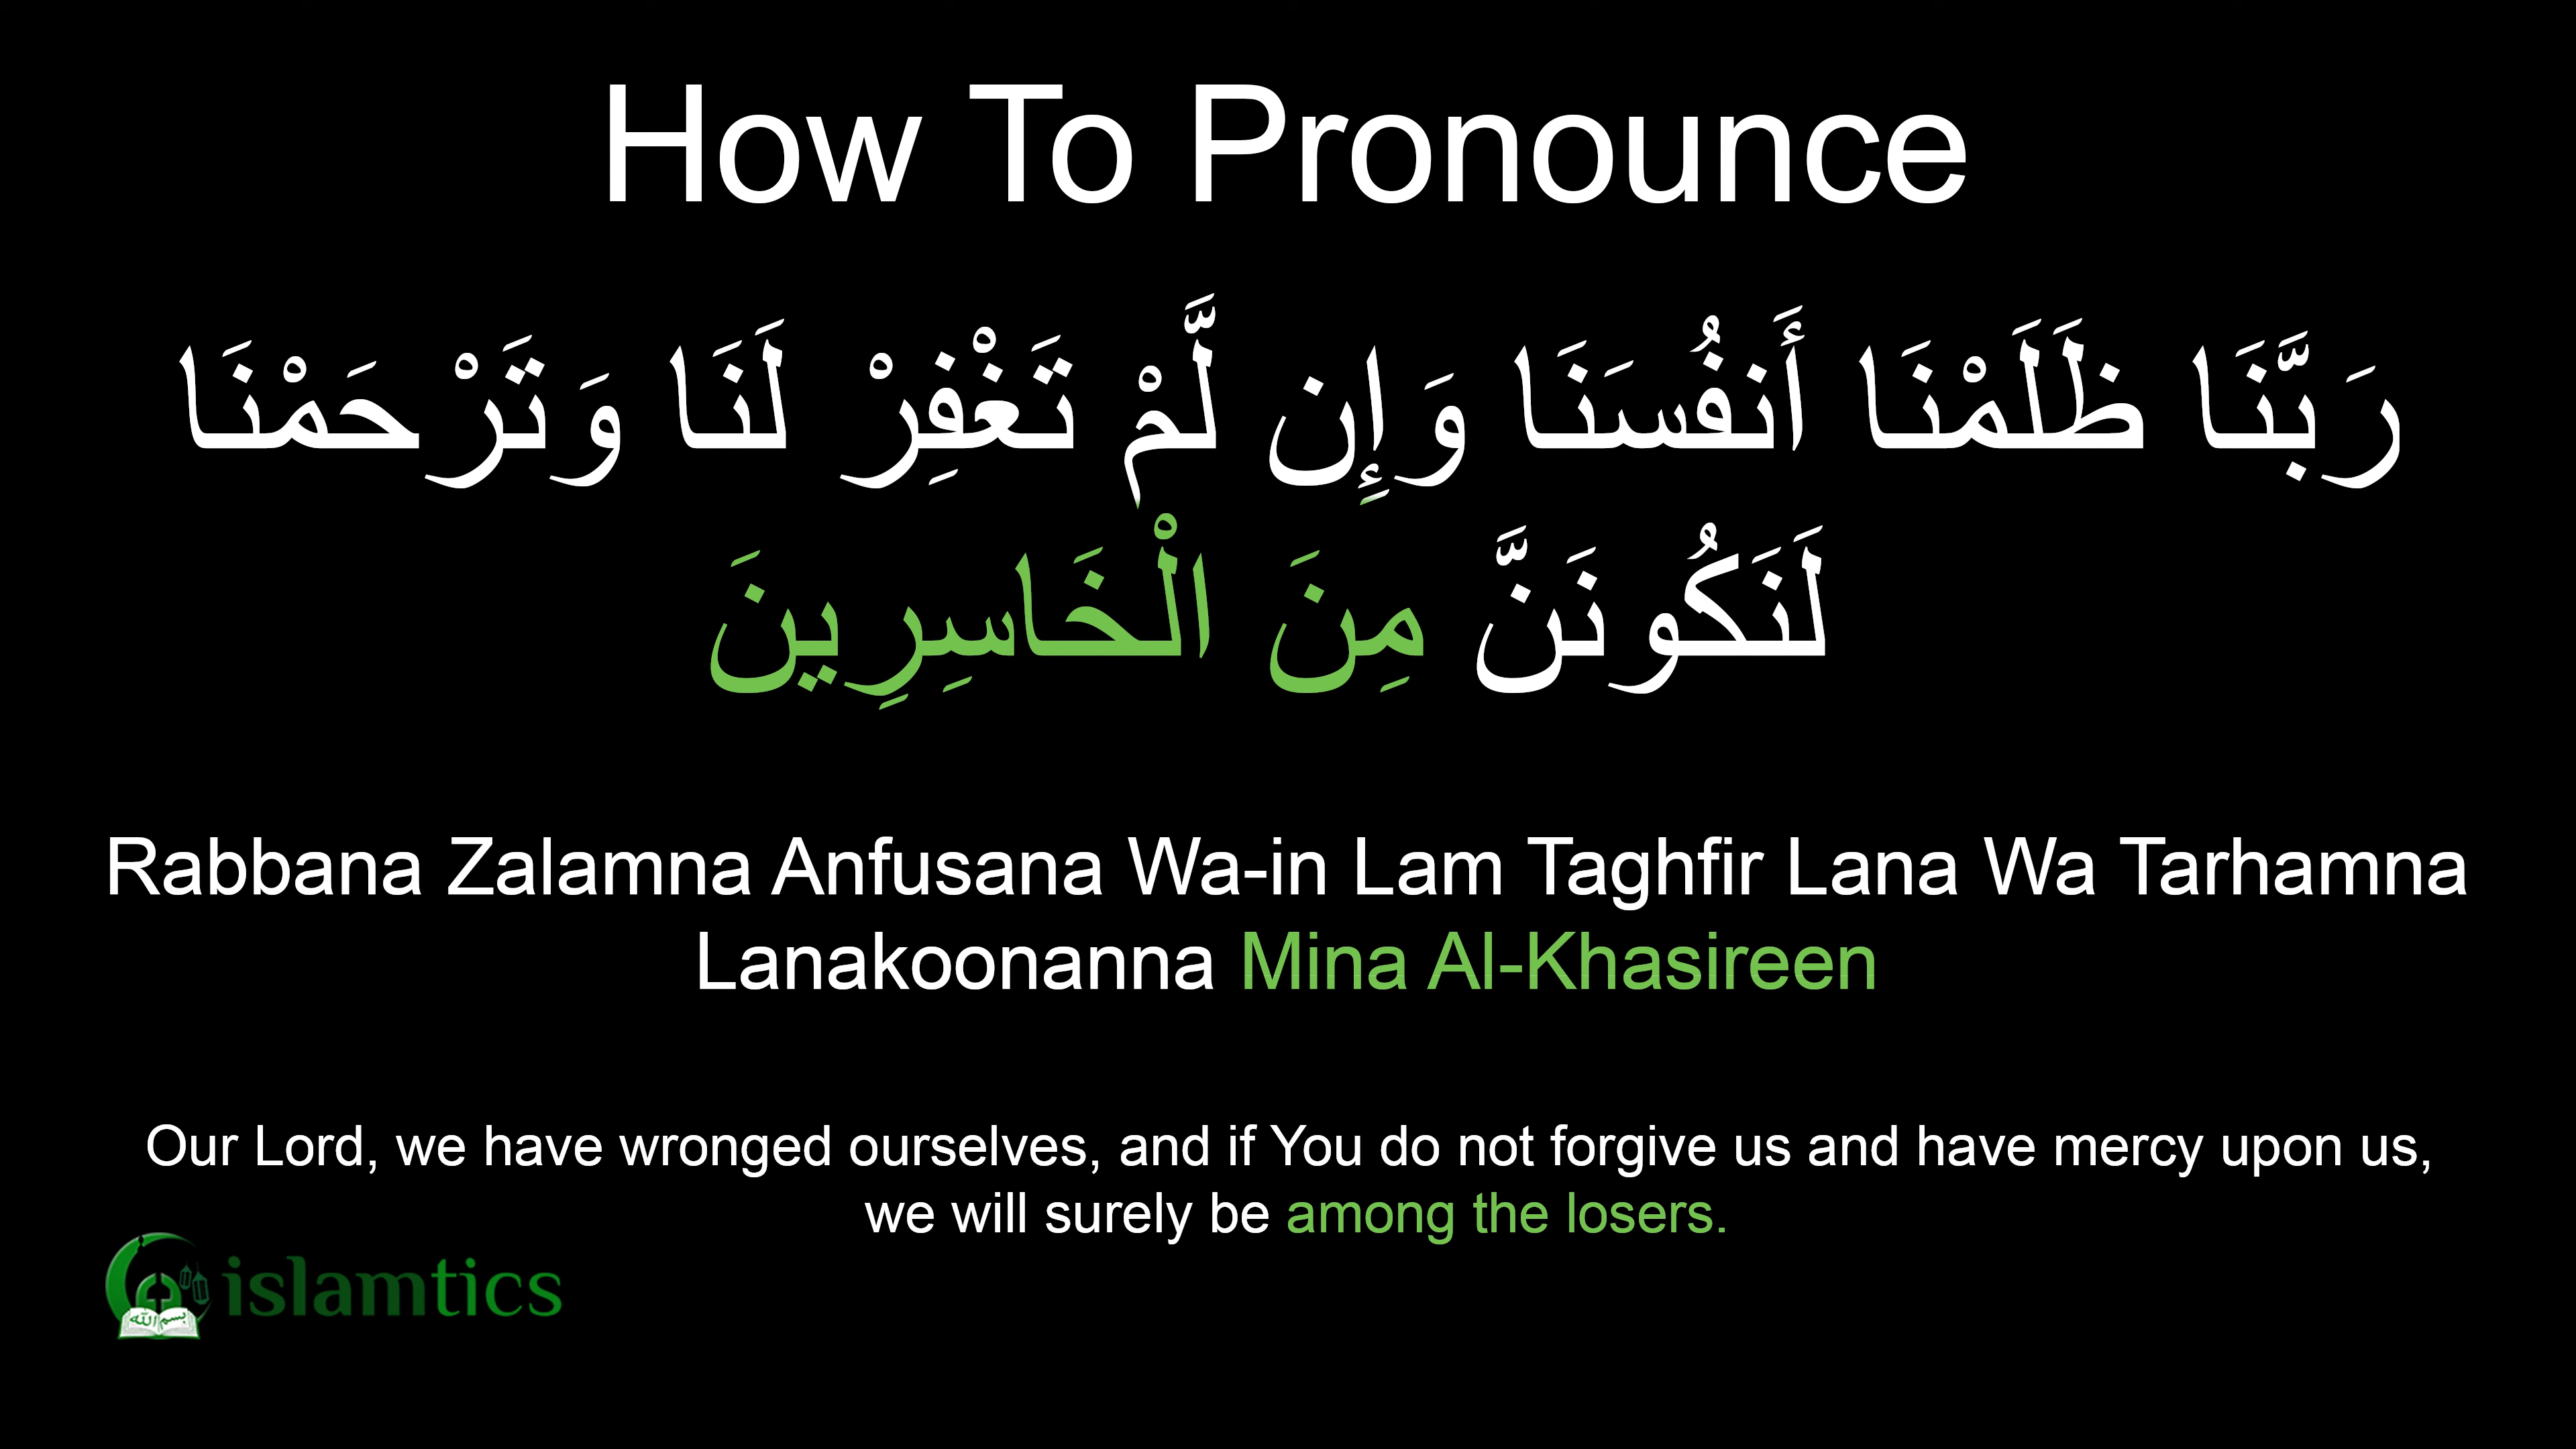 How To Pronounce
رَبَّنَا ظَلَمْنَا أَنفُسَنَا وَإِن لَّمْ تَغْفِرْ لَنَا وَتَرْحَمْنَا
لَنَكُونَنَّ مِنَ الْخَاسِرِينَ
Rabbana Zalamna Anfusana Wa-in Lam Taghfir Lana Wa Tarhamna
Lanakoonanna Mina Al-Khasireen
Our Lord, we have wronged ourselves, and if You do not forgive us and have mercy upon us,
we will surely be among the losers.
islamtics
بسم الله